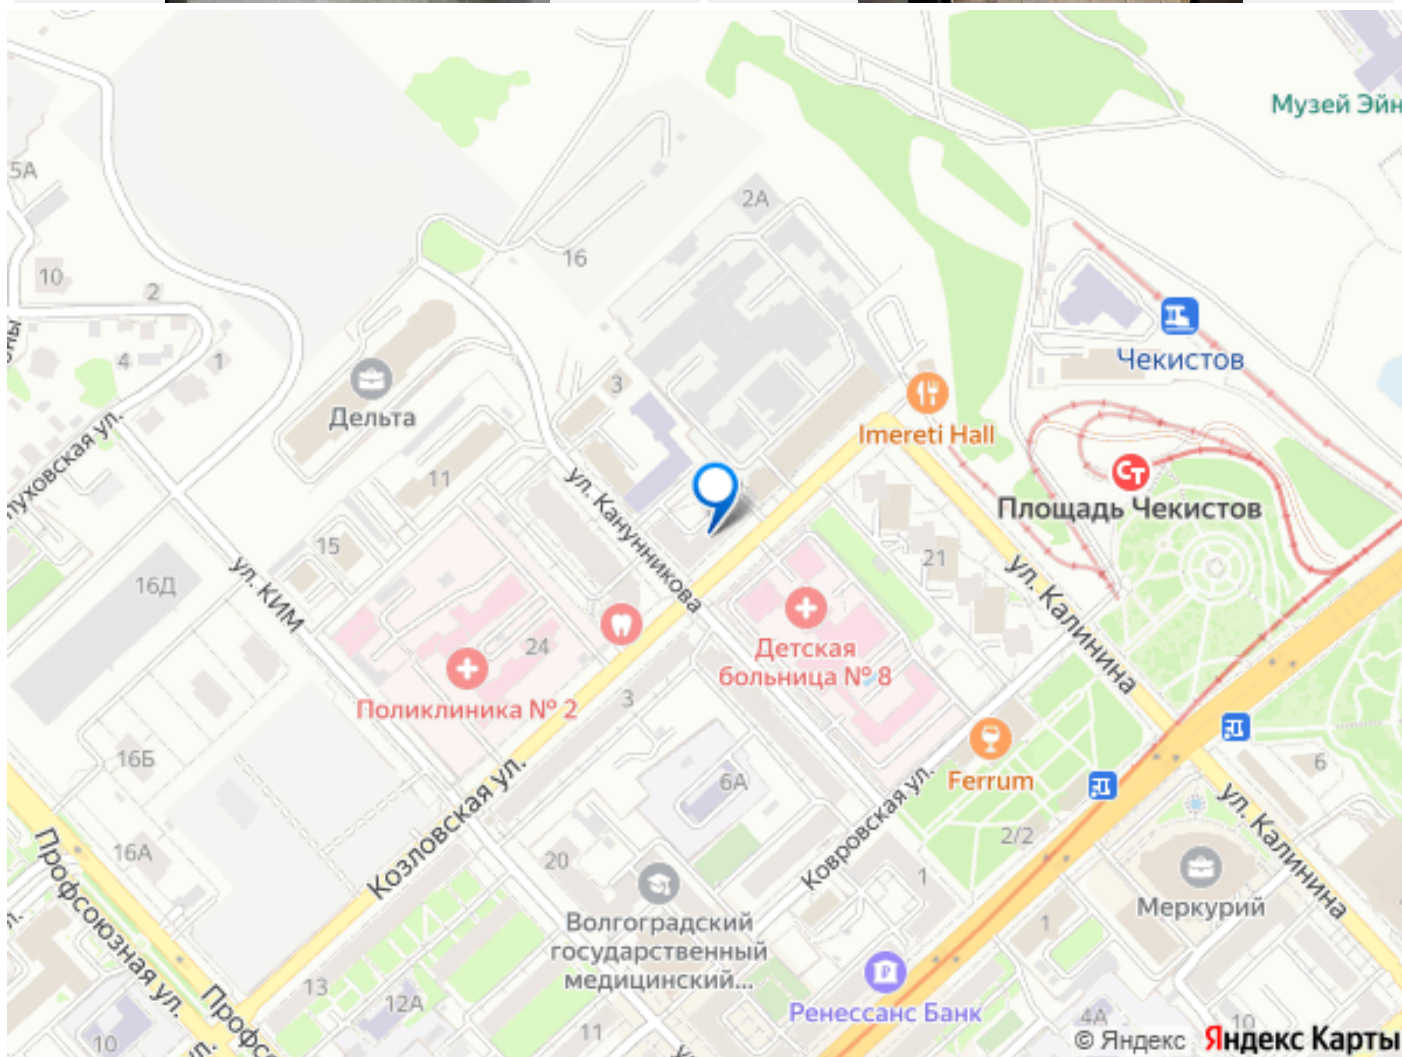 Музей Эйн
5А
2А
16
10
2
Чекистов
4
1
3
Дельта
Imereti Hall
11
ул. Канунникова
Площадь Чекистов
15
21
ул. Калинина
16Д
ул. КИМ
Детская
больница № 8
24
Поликлиника № 2
3
16Б
6А
Ferrum
6
ул. Калинина
Козловская ул.
Ковровская ул.
2/2
16А
20
1
Профсоюзная ул.
Меркурий
Волгоградский
государственный
медицинский...
1
13
12А
Ренессанс Банк
10
11
4А
10
© Яндекс Яндекс Карты